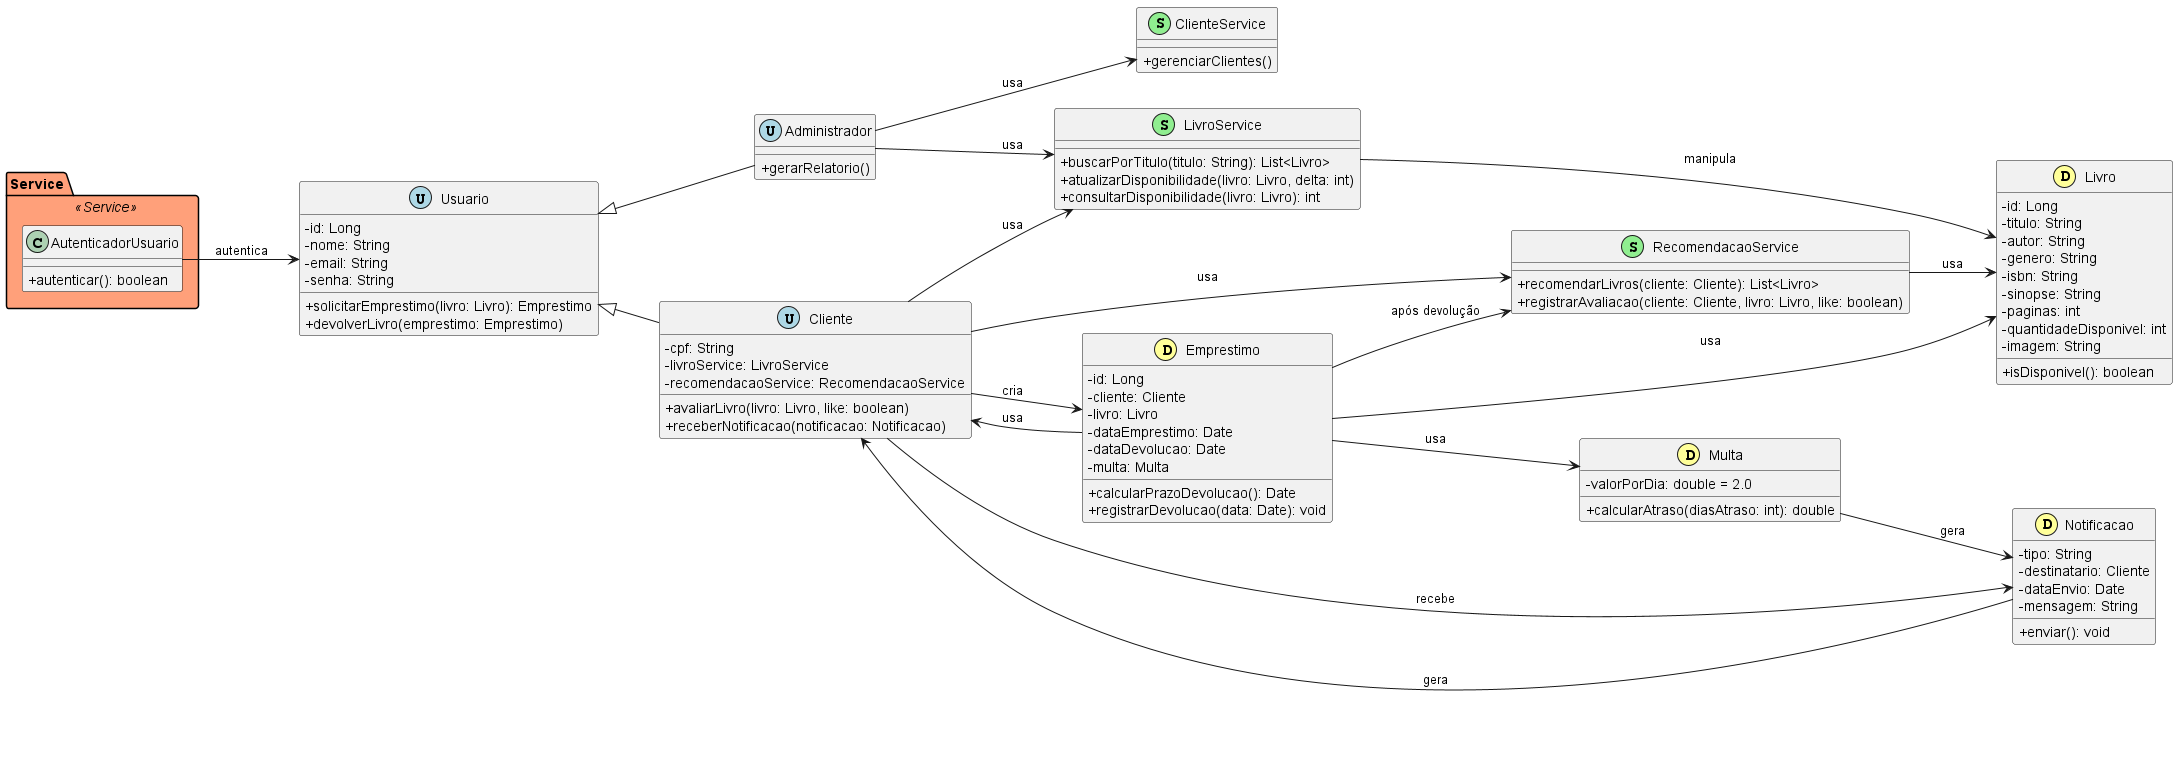 Service
«Service»
C AutenticadorUsuario
+autenticar(): boolean
autentica
U Usuario
-id: Long
-nome: String
-email: String
-senha: String
+solicitarEmprestimo(livro: Livro): Emprestimo
+devolverLivro(emprestimo: Emprestimo)
U Administrador
+gerarRelatorio()
usa
usa
S ClienteService
+gerenciarClientes()
S LivroService
+buscarPorTitulo(titulo: String): List<Livro>
+atualizarDisponibilidade(livro: Livro, delta: int)
+consultarDisponibilidade(livro: Livro): int
manipula
U Cliente
-cpf: String
-livroService: LivroService
-recomendacaoService: RecomendacaoService
+avaliarLivro(livro: Livro, like: boolean)
+receberNotificacao(notificacao: Notificacao)
usa
usa
cria
usa
D Emprestimo
-id: Long
-cliente: Cliente
-livro: Livro
-dataEmprestimo: Date
-dataDevolucao: Date
-multa: Multa
+calcularPrazoDevolucao(): Date
+registrarDevolucao(data: Date): void
após devolução
usa
usa
S RecomendacaoService
+recomendarLivros(cliente: Cliente): List<Livro>
+registrarAvaliacao(cliente: Cliente, livro: Livro, like: boolean)
usa
D Livro
-id: Long
-titulo: String
-autor: String
-genero: String
-isbn: String
-sinopse: String
-paginas: int
-quantidadeDisponivel: int
-imagem: String
+isDisponivel(): boolean
D Multa
-valorPorDia: double = 2.0
+calcularAtraso(diasAtraso: int): double
gera
D Notificacao
-tipo: String
-destinatario: Cliente
-dataEnvio: Date
-mensagem: String
+enviar(): void
recebe
gera